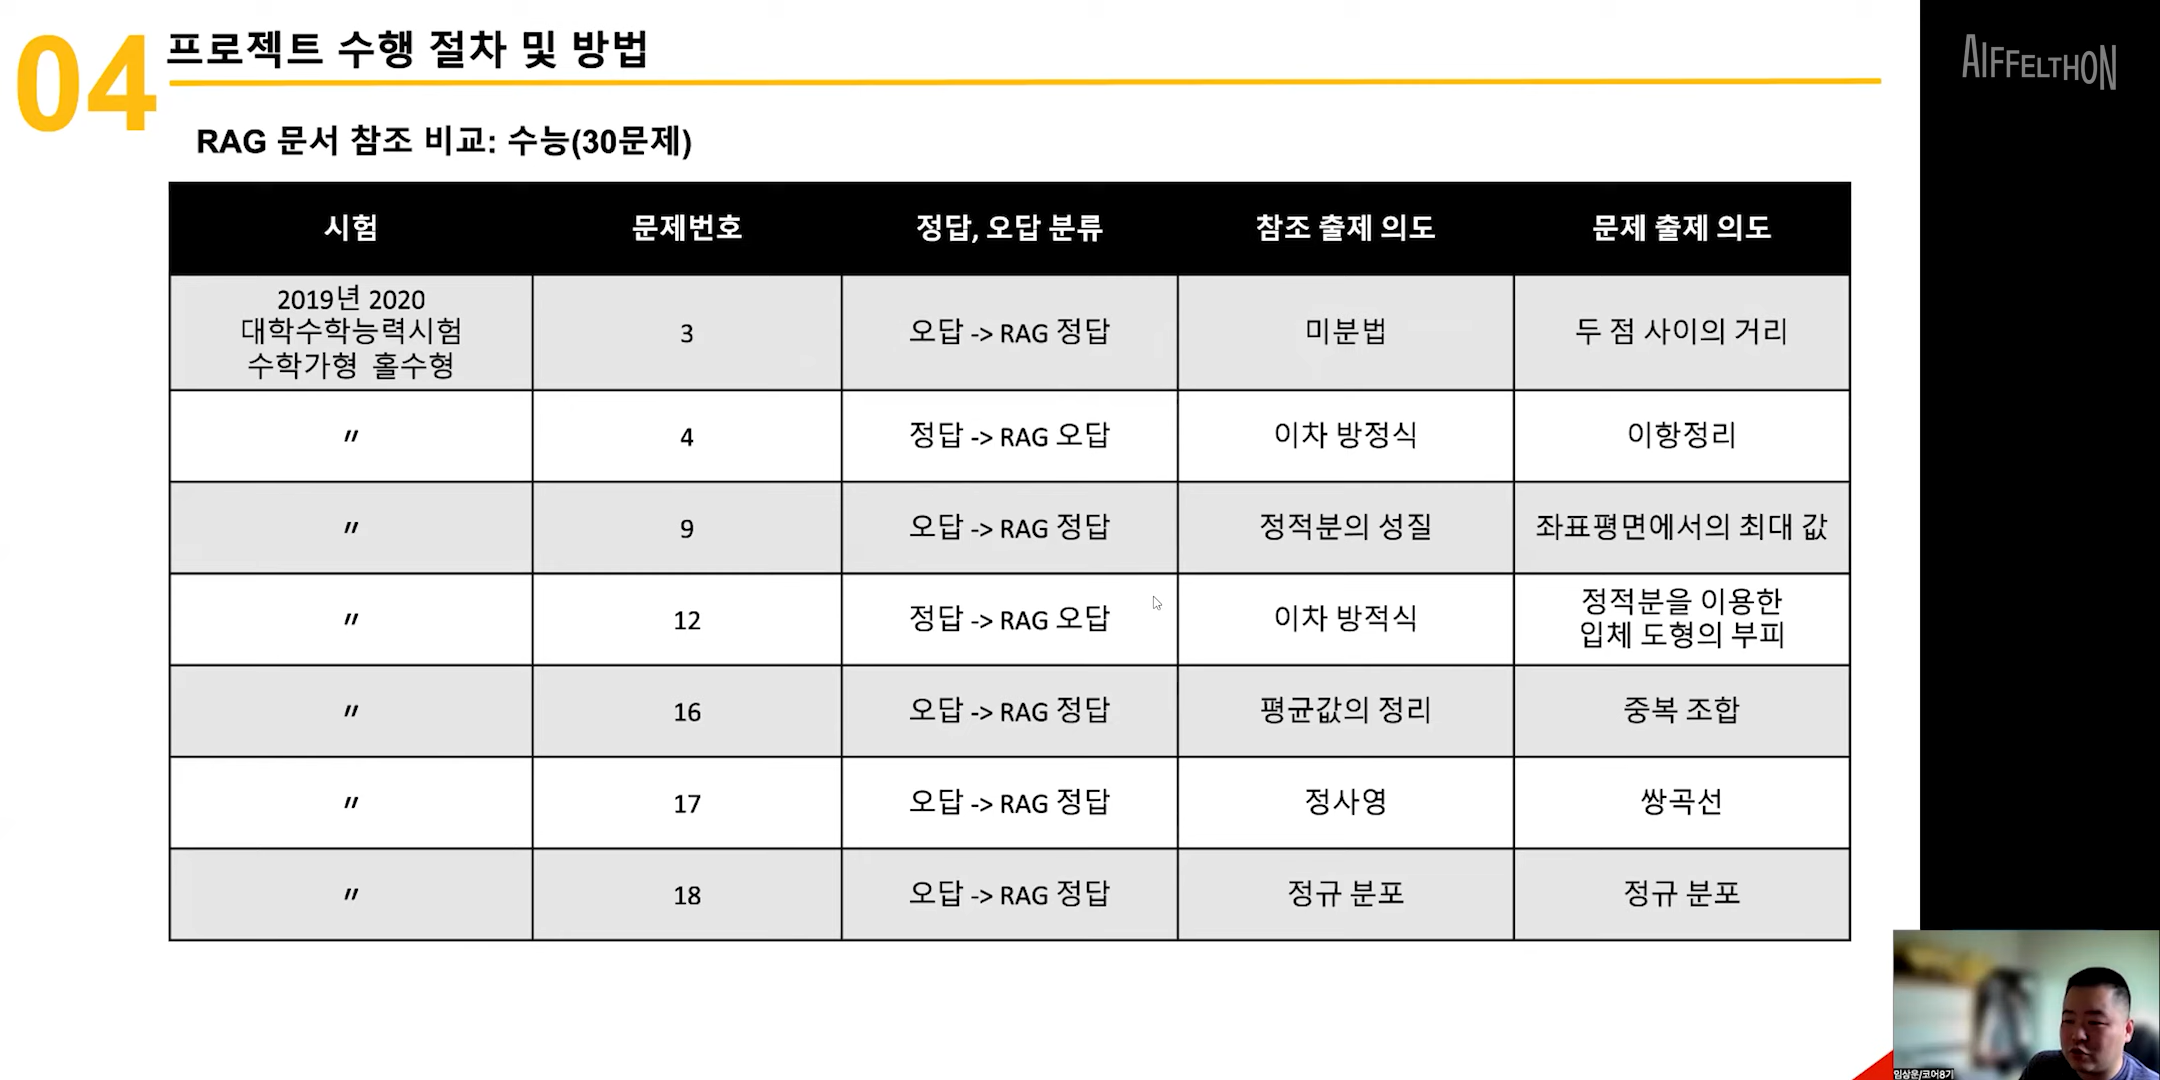 04 프로젝트 수행 절차 및 방법
AIFFELTHON
RAG 문서 참조 비교: 수능(30문제)
시험 문제번호 정답, 오답 분류 참조 출제 의도 문제 출제 의도
2019년 2020
대학수학능력시험
수학가형 홀수형
3 오답 -> RAG 정답 미분법 두 점 사이의 거리
〃 4 정답 -> RAG 오답 이차 방정식 이항정리
〃 9 오답 -> RAG 정답 정적분의 성질 좌표평면에서의 최대 값
〃 12 정답 -> RAG 오답 이차 방적식 정적분을 이용한
입체 도형의 부피
〃 16 오답 -> RAG 정답 평균값의 정리 중복 조합
〃 17 오답 -> RAG 정답 정사영 쌍곡선
〃 18 오답 -> RAG 정답 정규 분포 정규 분포
임상운/코어8기